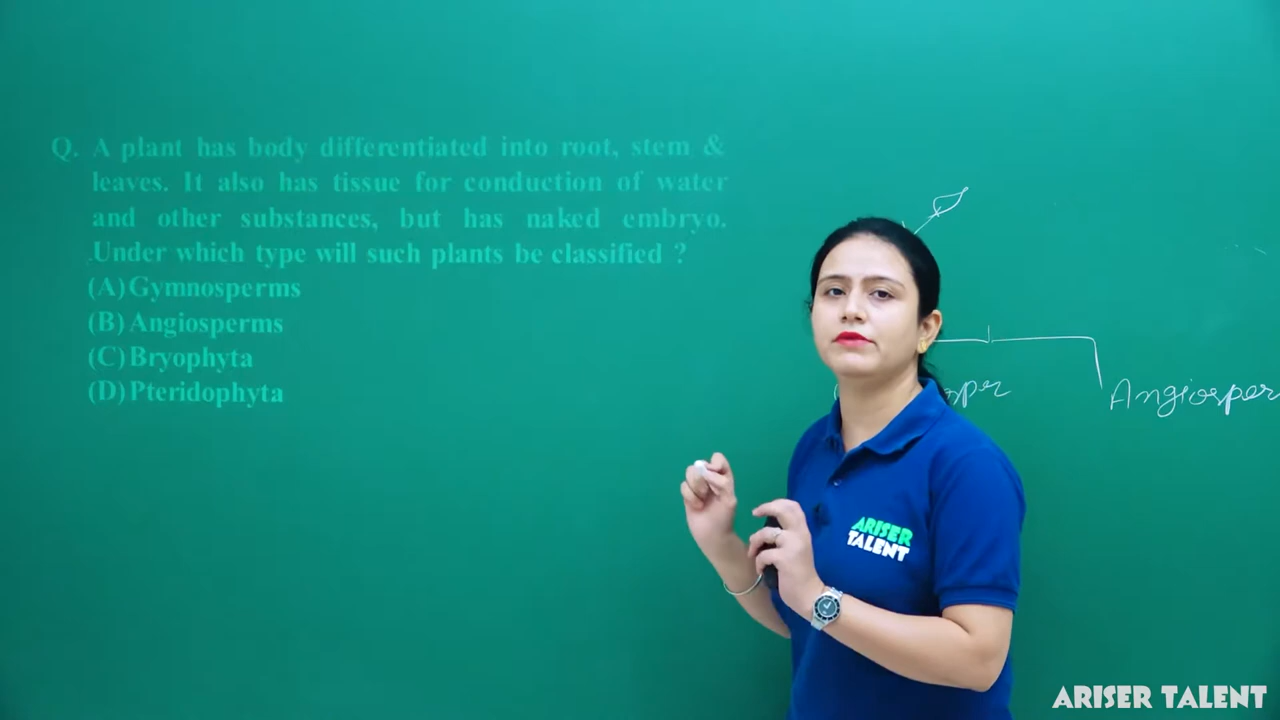 Q. A plant has body differentiated into root, stem &
leaves. It also has tissue for conduction of water
and other substances, but has naked embryo.
Under which type will such plants be classified ?
(A) Gymnosperms
(B) Angiosperms
(C) Bryophyta
(D) Pteridophyta
Angiosper
ARISER
TALENT
ARISER TALENT